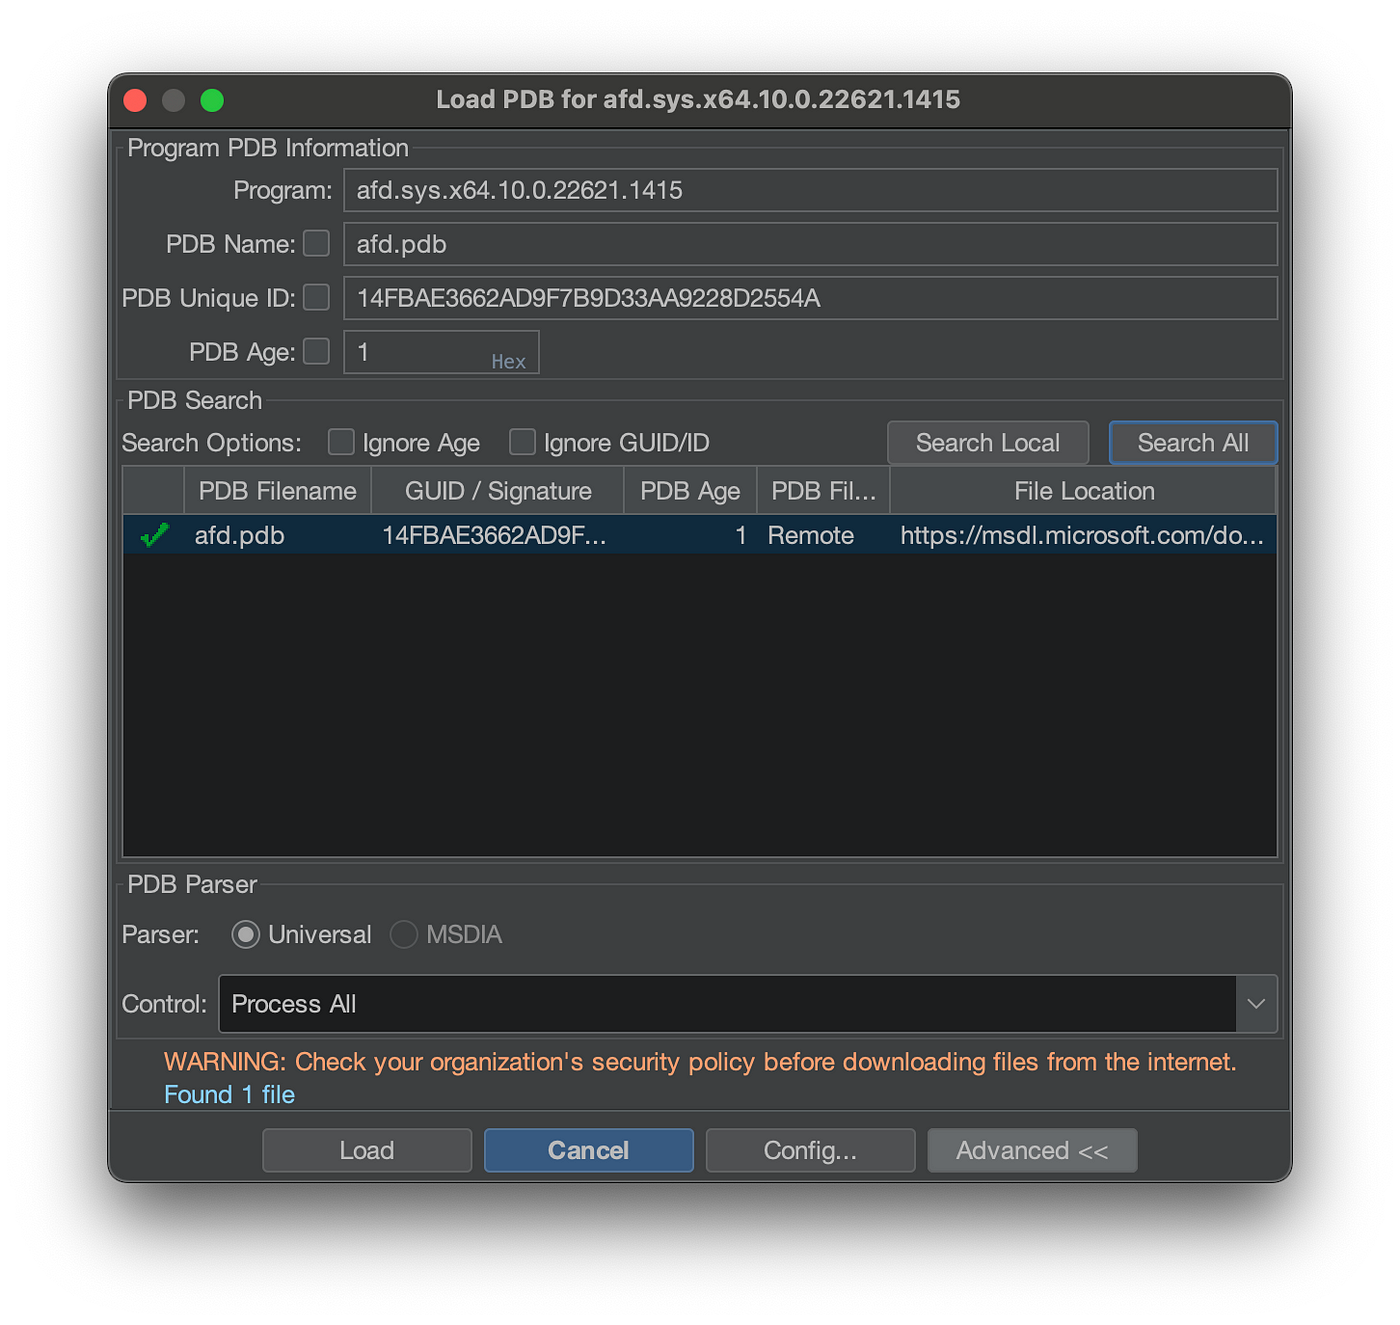 Load PDB for afd.sys.x64.10.0.22621.1415
Program PDB Information
Program: afd.sys.x64.10.0.22621.1415
PDB Name: afd.pdb
PDB Unique ID: 14FBAE3662AD9F7B9D33AA9228D2554A
PDB Age: 1 Hex
PDB Search
Search Options: Ignore Age Ignore GUID/ID Search Local Search All
PDB Filename GUID / Signature PDB Age PDB Fil... File Location
afd.pdb 14FBAE3662AD9F... 1 Remote https://msdl.microsoft.com/do...
PDB Parser
Parser: Universal MSDIA
Control: Process All
WARNING: Check your organization's security policy before downloading files from the internet.
Found 1 file
Load Cancel Config... Advanced <<